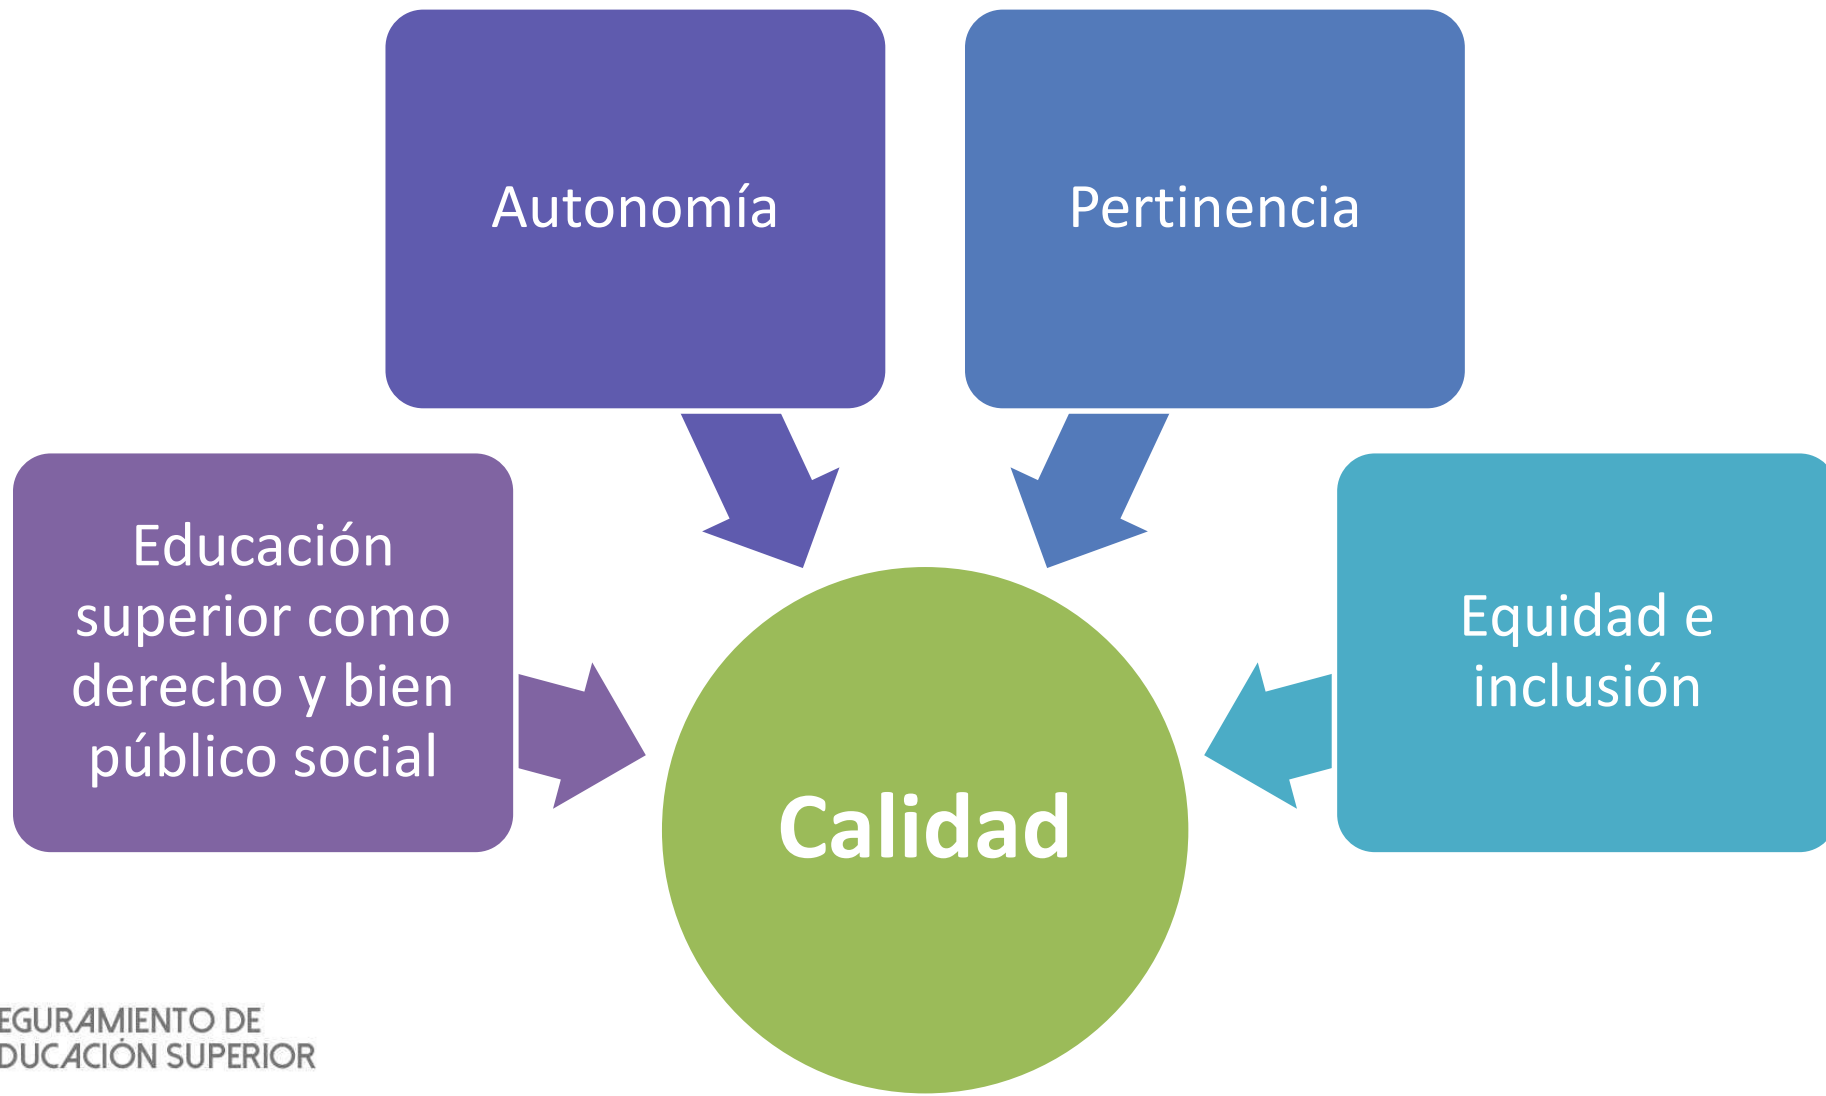 Autonomía
Pertinencia
Educación
superior como
derecho y bien
público social
Equidad e
inclusión
Calidad
EGURAMIENTO DE
DUCACIÓN SUPERIOR